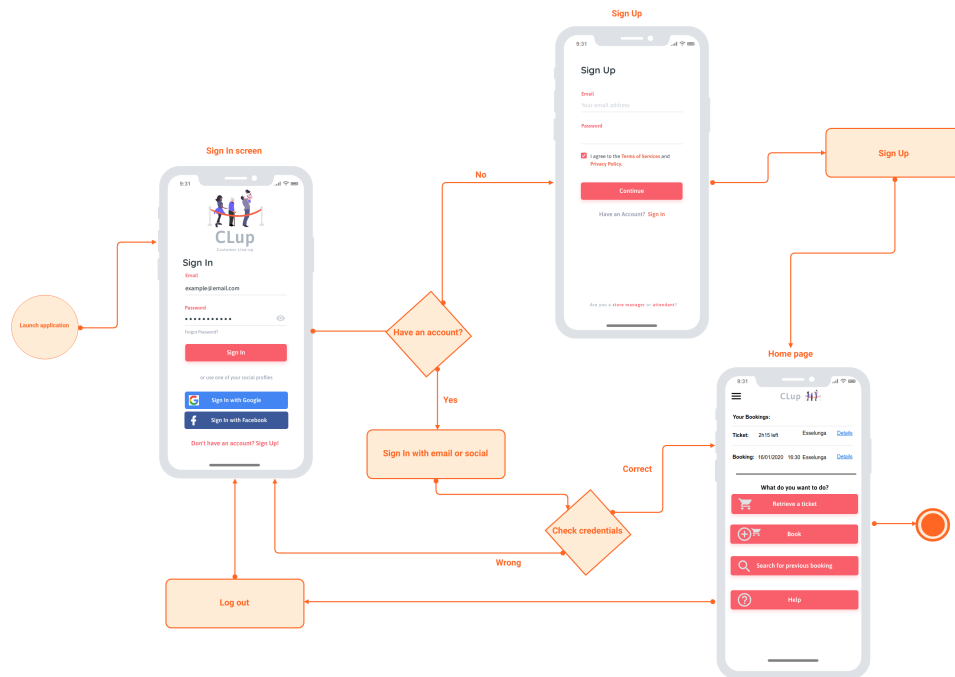 Sign Up
9:31
Sign Up
Email
Your email address
Password
I agree to the Terms of Services and
Privacy Policy.
Continue
Have an Account? Sign In
Are you a store manager or attendant?
Sign Up
Sign In screen
9:31
CLup
Customer Line-up
Sign In
Email
example@email.com
Password
Forgot Password?
Sign In
or use one of your social profiles
Sign In with Google
Sign In with Facebook
Don't have an account? Sign Up!
Launch application
No
Have an account?
Yes
Sign In with email or social
Correct
Check credentials
Wrong
Log out
Home page
9:31
CLup
Your Bookings:
Ticket: 2h15 left Esselunga Details
Booking: 16/01/2020 16:30 Esselunga Details
What do you want to do?
Retrieve a ticket
Book
Search for previous booking
Help